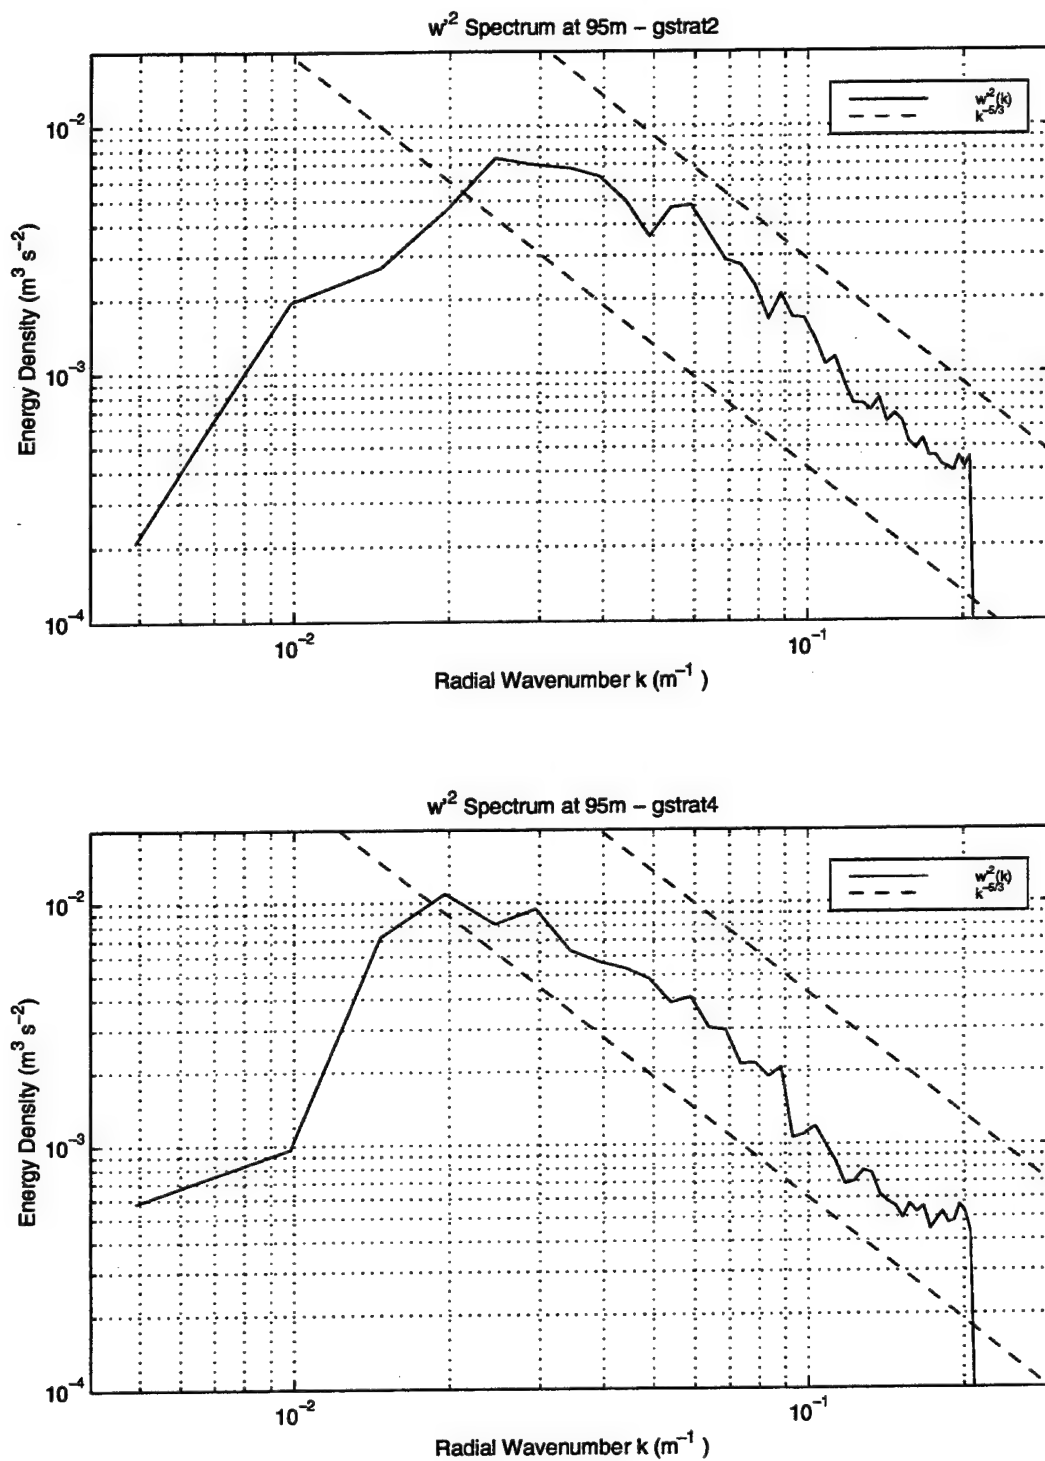 w'² Spectrum at 95m – gstrat2
w'²(k)
k⁻⁵/³
10⁻²
10⁻³
10⁻⁴
Energy Density (m³ s⁻²)
10⁻²
10⁻¹
Radial Wavenumber k (m⁻¹ )
w'² Spectrum at 95m – gstrat4
w'²(k)
k⁻⁵/³
10⁻²
10⁻³
10⁻⁴
Energy Density (m³ s⁻²)
10⁻²
10⁻¹
Radial Wavenumber k (m⁻¹ )